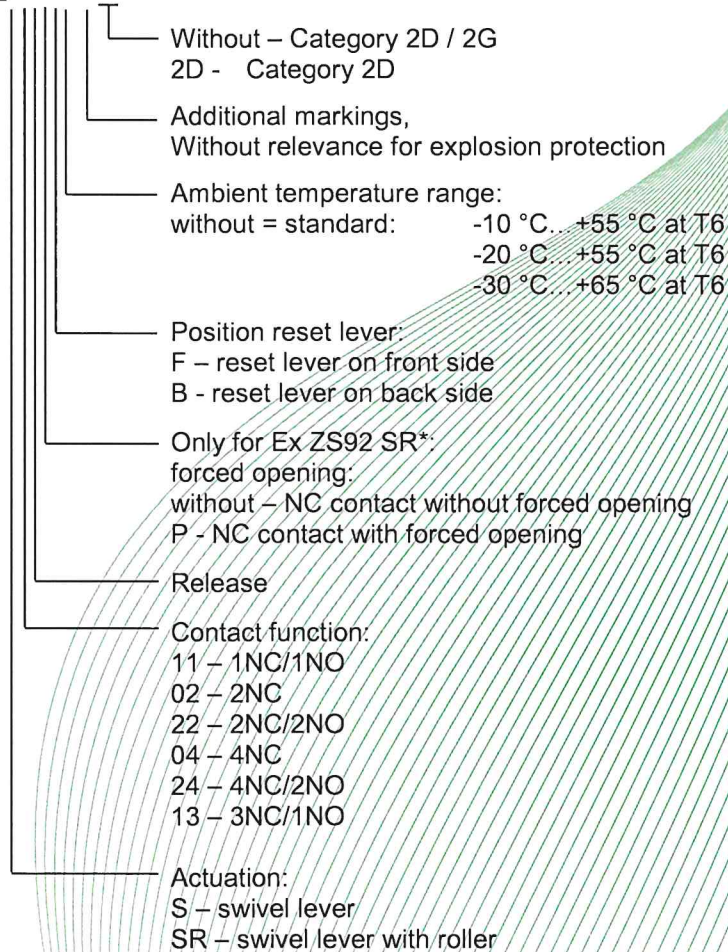 Without – Category 2D / 2G
2D - Category 2D
Additional markings,
Without relevance for explosion protection
Ambient temperature range:
without = standard: -10 °C...+55 °C at T6
-20 °C...+55 °C at T6
-30 °C...+65 °C at T6
Position reset lever:
F – reset lever on front side
B - reset lever on back side
Only for Ex ZS92 SR*:
forced opening:
without – NC contact without forced opening
P - NC contact with forced opening
Release
Contact function:
11 – 1NC/1NO
02 – 2NC
22 – 2NC/2NO
04 – 4NC
24 – 4NC/2NO
13 – 3NC/1NO
Actuation:
S – swivel lever
SR – swivel lever with roller